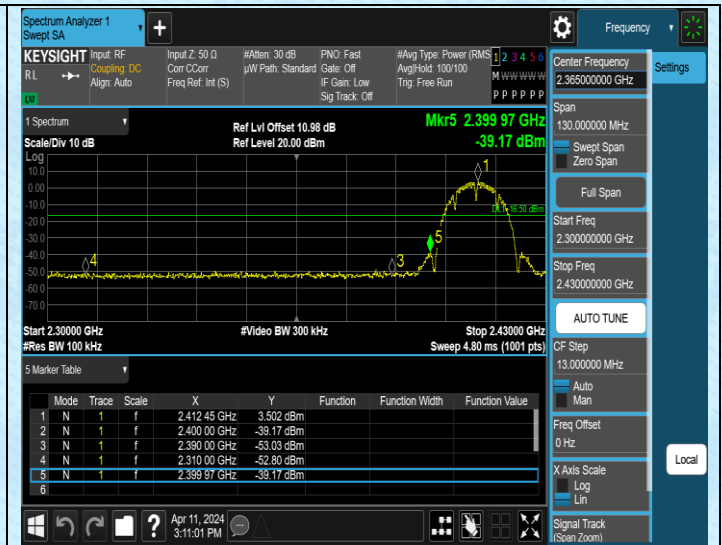 Spectrum Analyzer 1
Swept SA
Frequency
KEYSIGHT Input: RF Input Z: 50 Ω #Atten: 30 dB PNO: Fast #Avg Type: Power (RMS 1 2 3 4 5 6
RL Coupling: DC Corr CCorr µW Path: Standard Gate: Off Avg|Hold: 100/100 M W W W W W
Align: Auto Freq Ref: Int (S) IF Gain: Low Trig: Free Run
Sig Track: Off P P P P P P
1 Spectrum
Ref Lvl Offset 10.98 dB Mkr5 2.399 97 GHz
Scale/Div 10 dB Ref Level 20.00 dBm -39.17 dBm
Log
10.0
0.00
-10.0
-20.0
-30.0
-40.0
-50.0
-60.0
-70.0
1
DL1 -16.50 dBm
5
4
3
Start 2.30000 GHz #Video BW 300 kHz Stop 2.43000 GHz
#Res BW 100 kHz Sweep 4.80 ms (1001 pts)
5 Marker Table
Mode Trace Scale X Y Function Function Width Function Value
1 N 1 f 2.412 45 GHz 3.502 dBm
2 N 1 f 2.400 00 GHz -39.17 dBm
3 N 1 f 2.390 00 GHz -53.03 dBm
4 N 1 f 2.310 00 GHz -52.80 dBm
5 N 1 f 2.399 97 GHz -39.17 dBm
6
? Apr 11, 2024
3:11:01 PM
Center Frequency
2.365000000 GHz
Settings
Span
130.000000 MHz
Swept Span
Zero Span
Full Span
Start Freq
2.300000000 GHz
Stop Freq
2.430000000 GHz
AUTO TUNE
CF Step
13.000000 MHz
Auto
Man
Freq Offset
0 Hz
Local
X Axis Scale
Log
Lin
Signal Track
(Span Zoom)